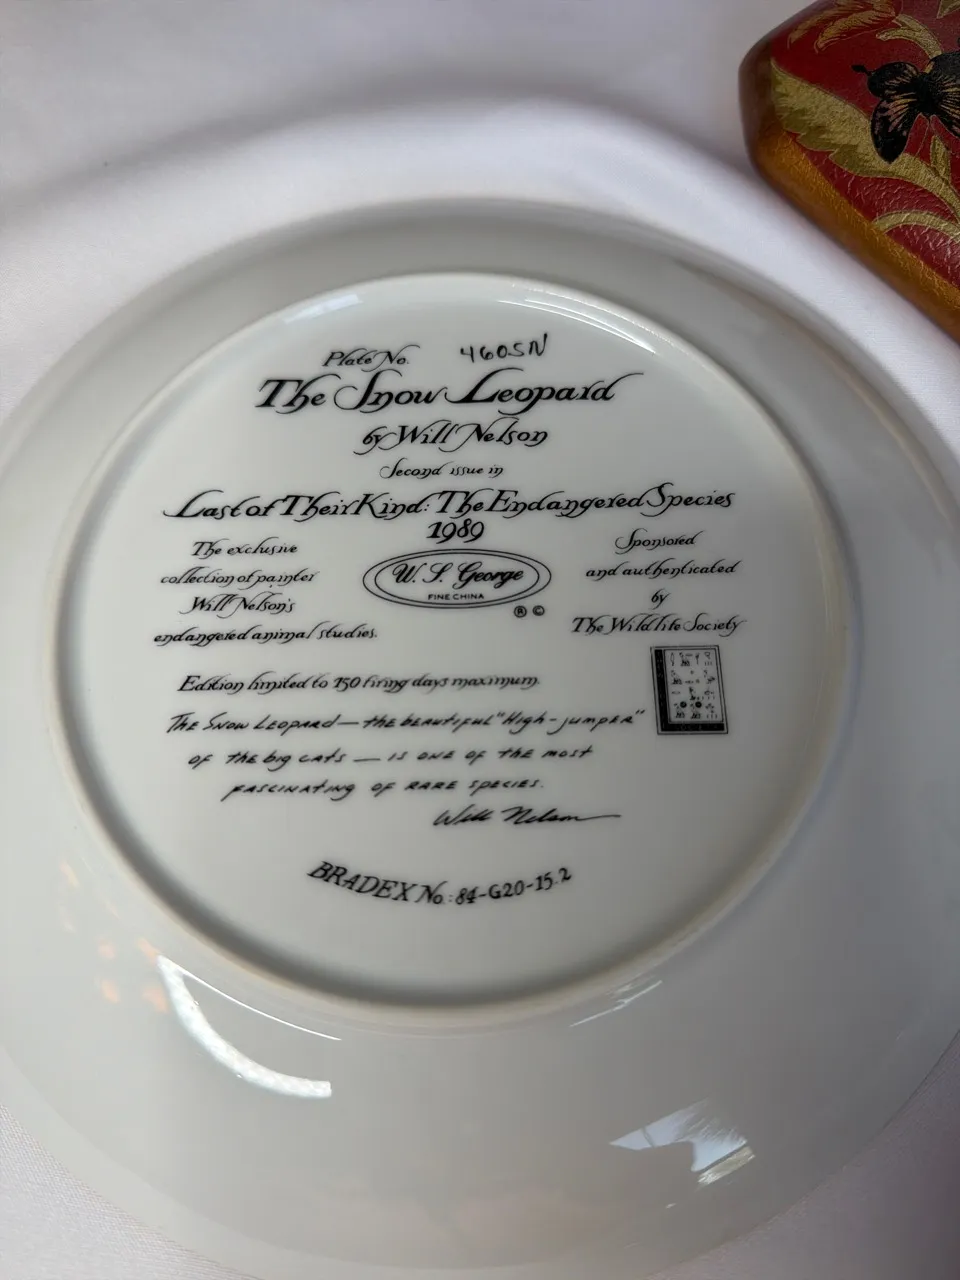 Plate No. 4605N
The Snow Leopard
by Will Nelson
Second issue in
Last of Their Kind: The Endangered Species
1989
The exclusive
collection of painter
Will Nelson's
endangered animal studies.
W. S. George
FINE CHINA
® ©
Sponsored
and authenticated
by
The Wildlife Society
Edition limited to 150 firing days maximum.
The Snow Leopard — the beautiful "High-jumper"
of the big cats — is one of the most
fascinating of rare species.
Will Nelson
BRADEX No.: 84-G20-15.2